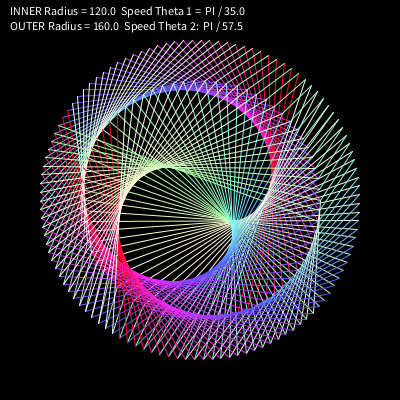 INNER Radius = 120.0  Speed Theta 1 =  PI / 35.0
OUTER Radius = 160.0  Speed Theta 2:  PI / 57.5